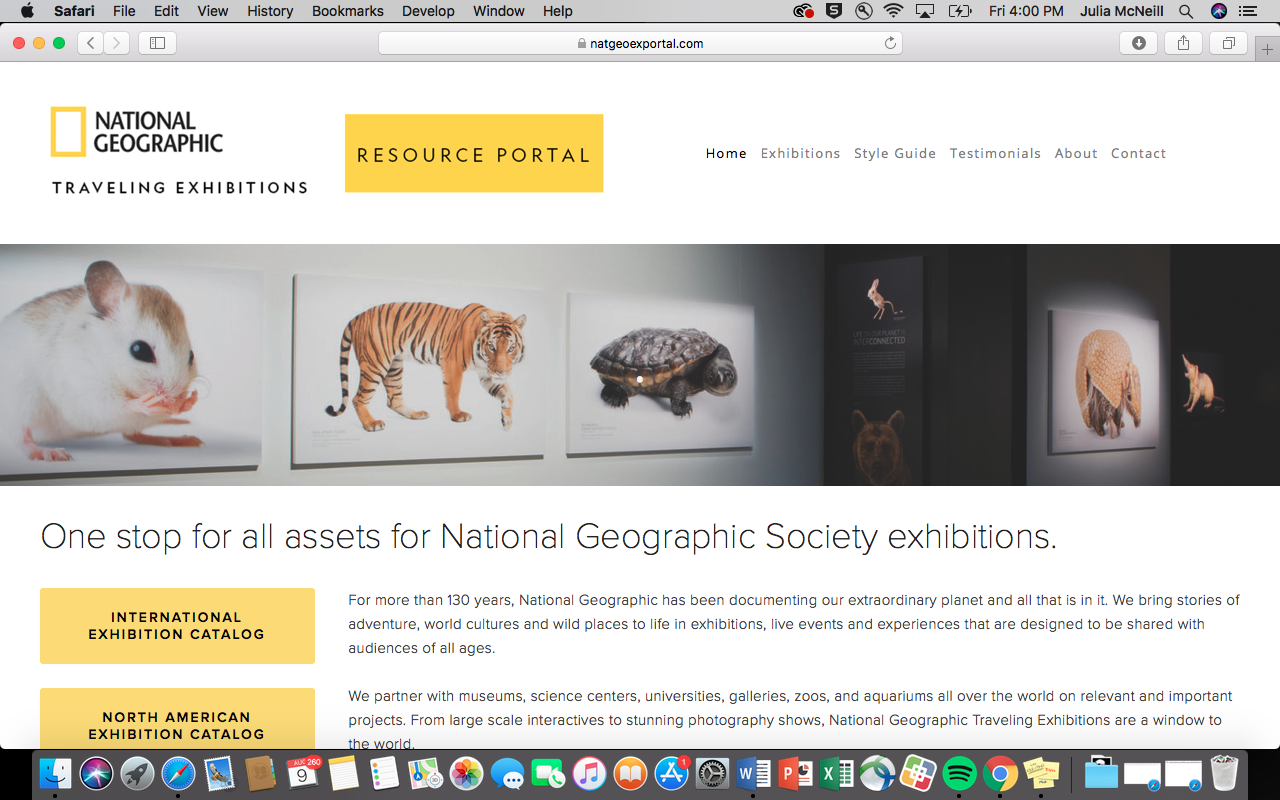 Safari File Edit View History Bookmarks Develop Window Help Fri 4:00 PM Julia McNeill
natgeoexportal.com
NATIONAL
GEOGRAPHIC
TRAVELING EXHIBITIONS
RESOURCE PORTAL
Home Exhibitions Style Guide Testimonials About Contact
LIFE ON OUR PLANET IS
INTERCONNECTED
One stop for all assets for National Geographic Society exhibitions.
INTERNATIONAL
EXHIBITION CATALOG
NORTH AMERICAN
EXHIBITION CATALOG
For more than 130 years, National Geographic has been documenting our extraordinary planet and all that is in it. We bring stories of
adventure, world cultures and wild places to life in exhibitions, live events and experiences that are designed to be shared with
audiences of all ages.
We partner with museums, science centers, universities, galleries, zoos, and aquariums all over the world on relevant and important
projects. From large scale interactives to stunning photography shows, National Geographic Traveling Exhibitions are a window to
the world.
AUG 260
9
1